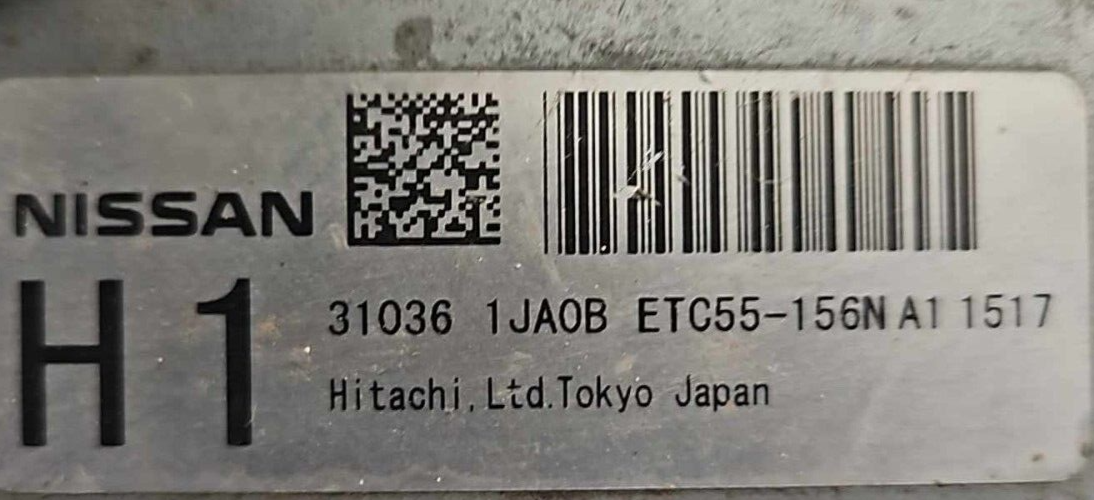 NISSAN
H1
31036 1JA0B ETC55-156N A1 1517
Hitachi,Ltd.Tokyo Japan